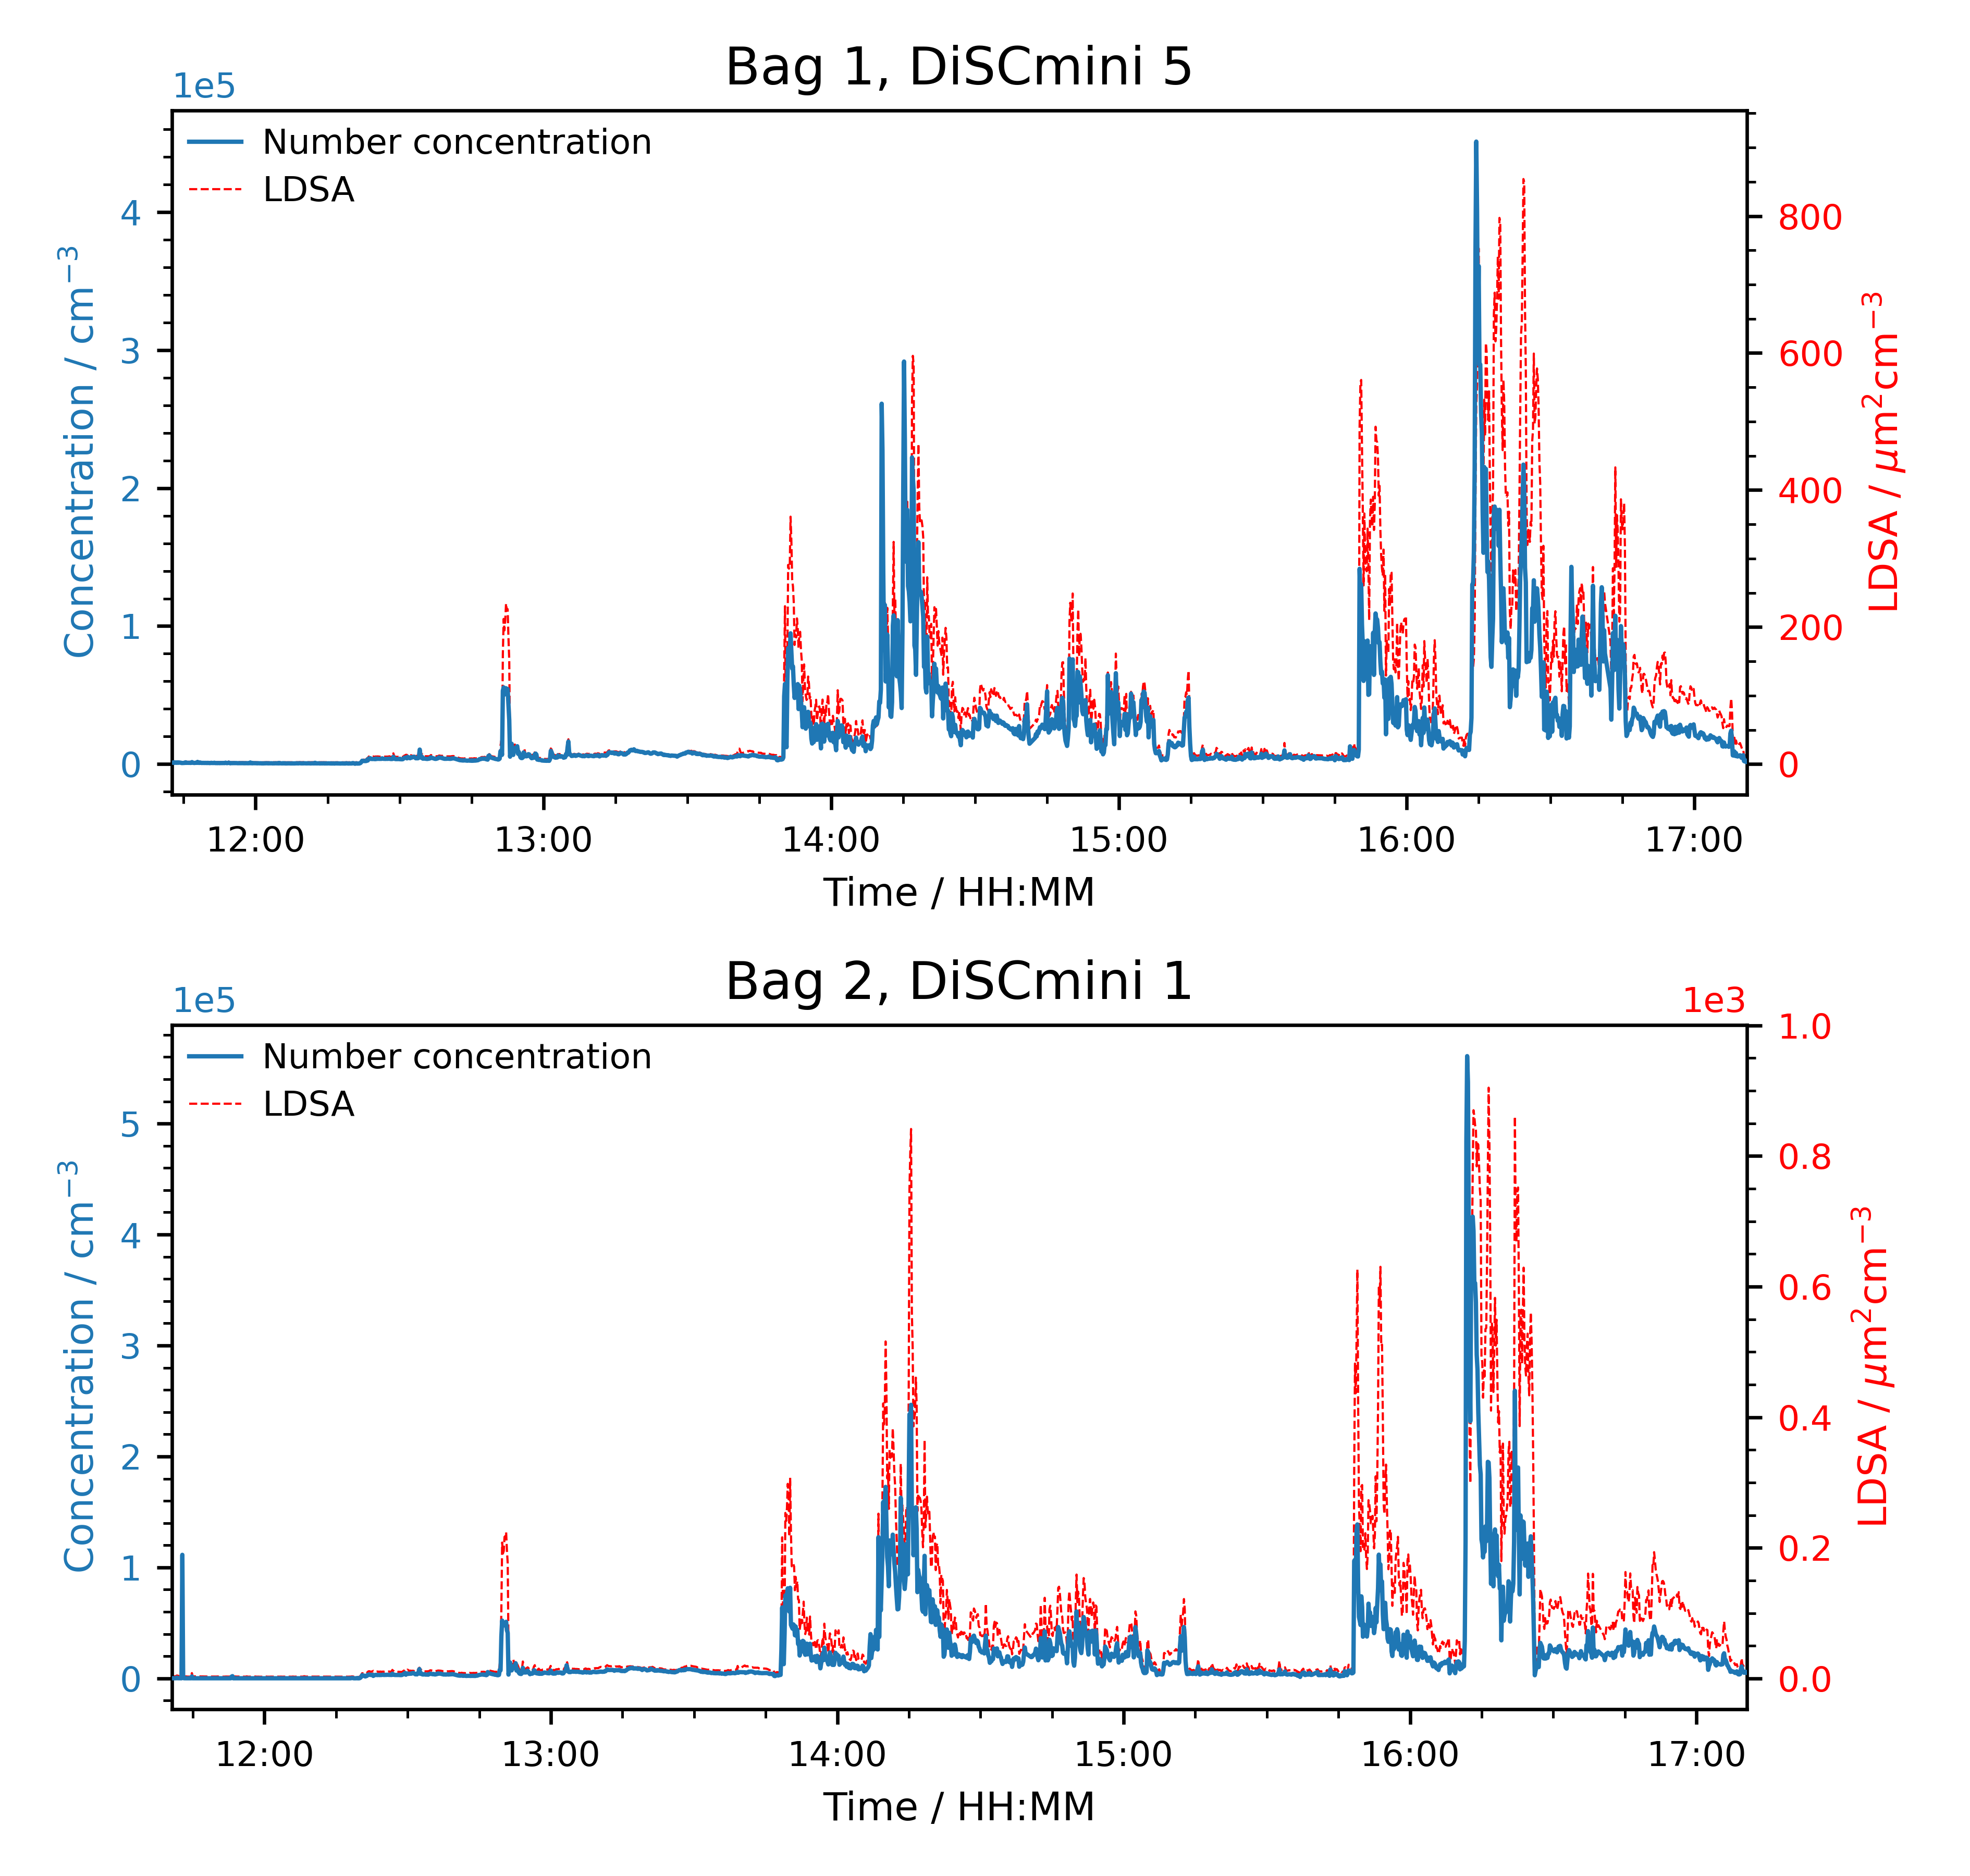 Bag 1, DiSCmini 5
1e5
Number concentration
LDSA
4
3
2
1
0
Concentration / cm⁻³
800
600
400
200
0
LDSA / μm²cm⁻³
12:00 13:00 14:00 15:00 16:00 17:00
Time / HH:MM
Bag 2, DiSCmini 1
1e5
1e3
Number concentration
LDSA
5
4
3
2
1
0
Concentration / cm⁻³
1.0
0.8
0.6
0.4
0.2
0.0
LDSA / μm²cm⁻³
12:00 13:00 14:00 15:00 16:00 17:00
Time / HH:MM